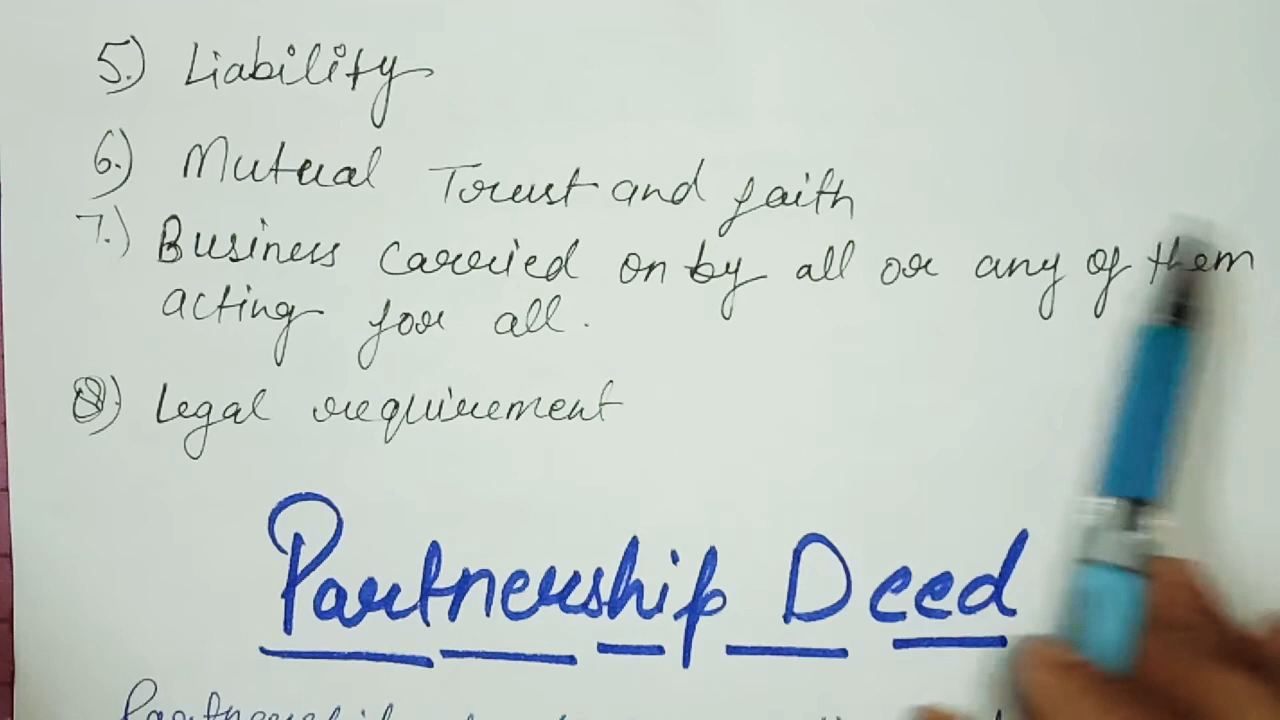 5.) Liability
6.) Mutual Trust and faith
7.) Business carried on by all or any of them
acting for all.
8) Legal requirement
Partnership Deed
Partnership